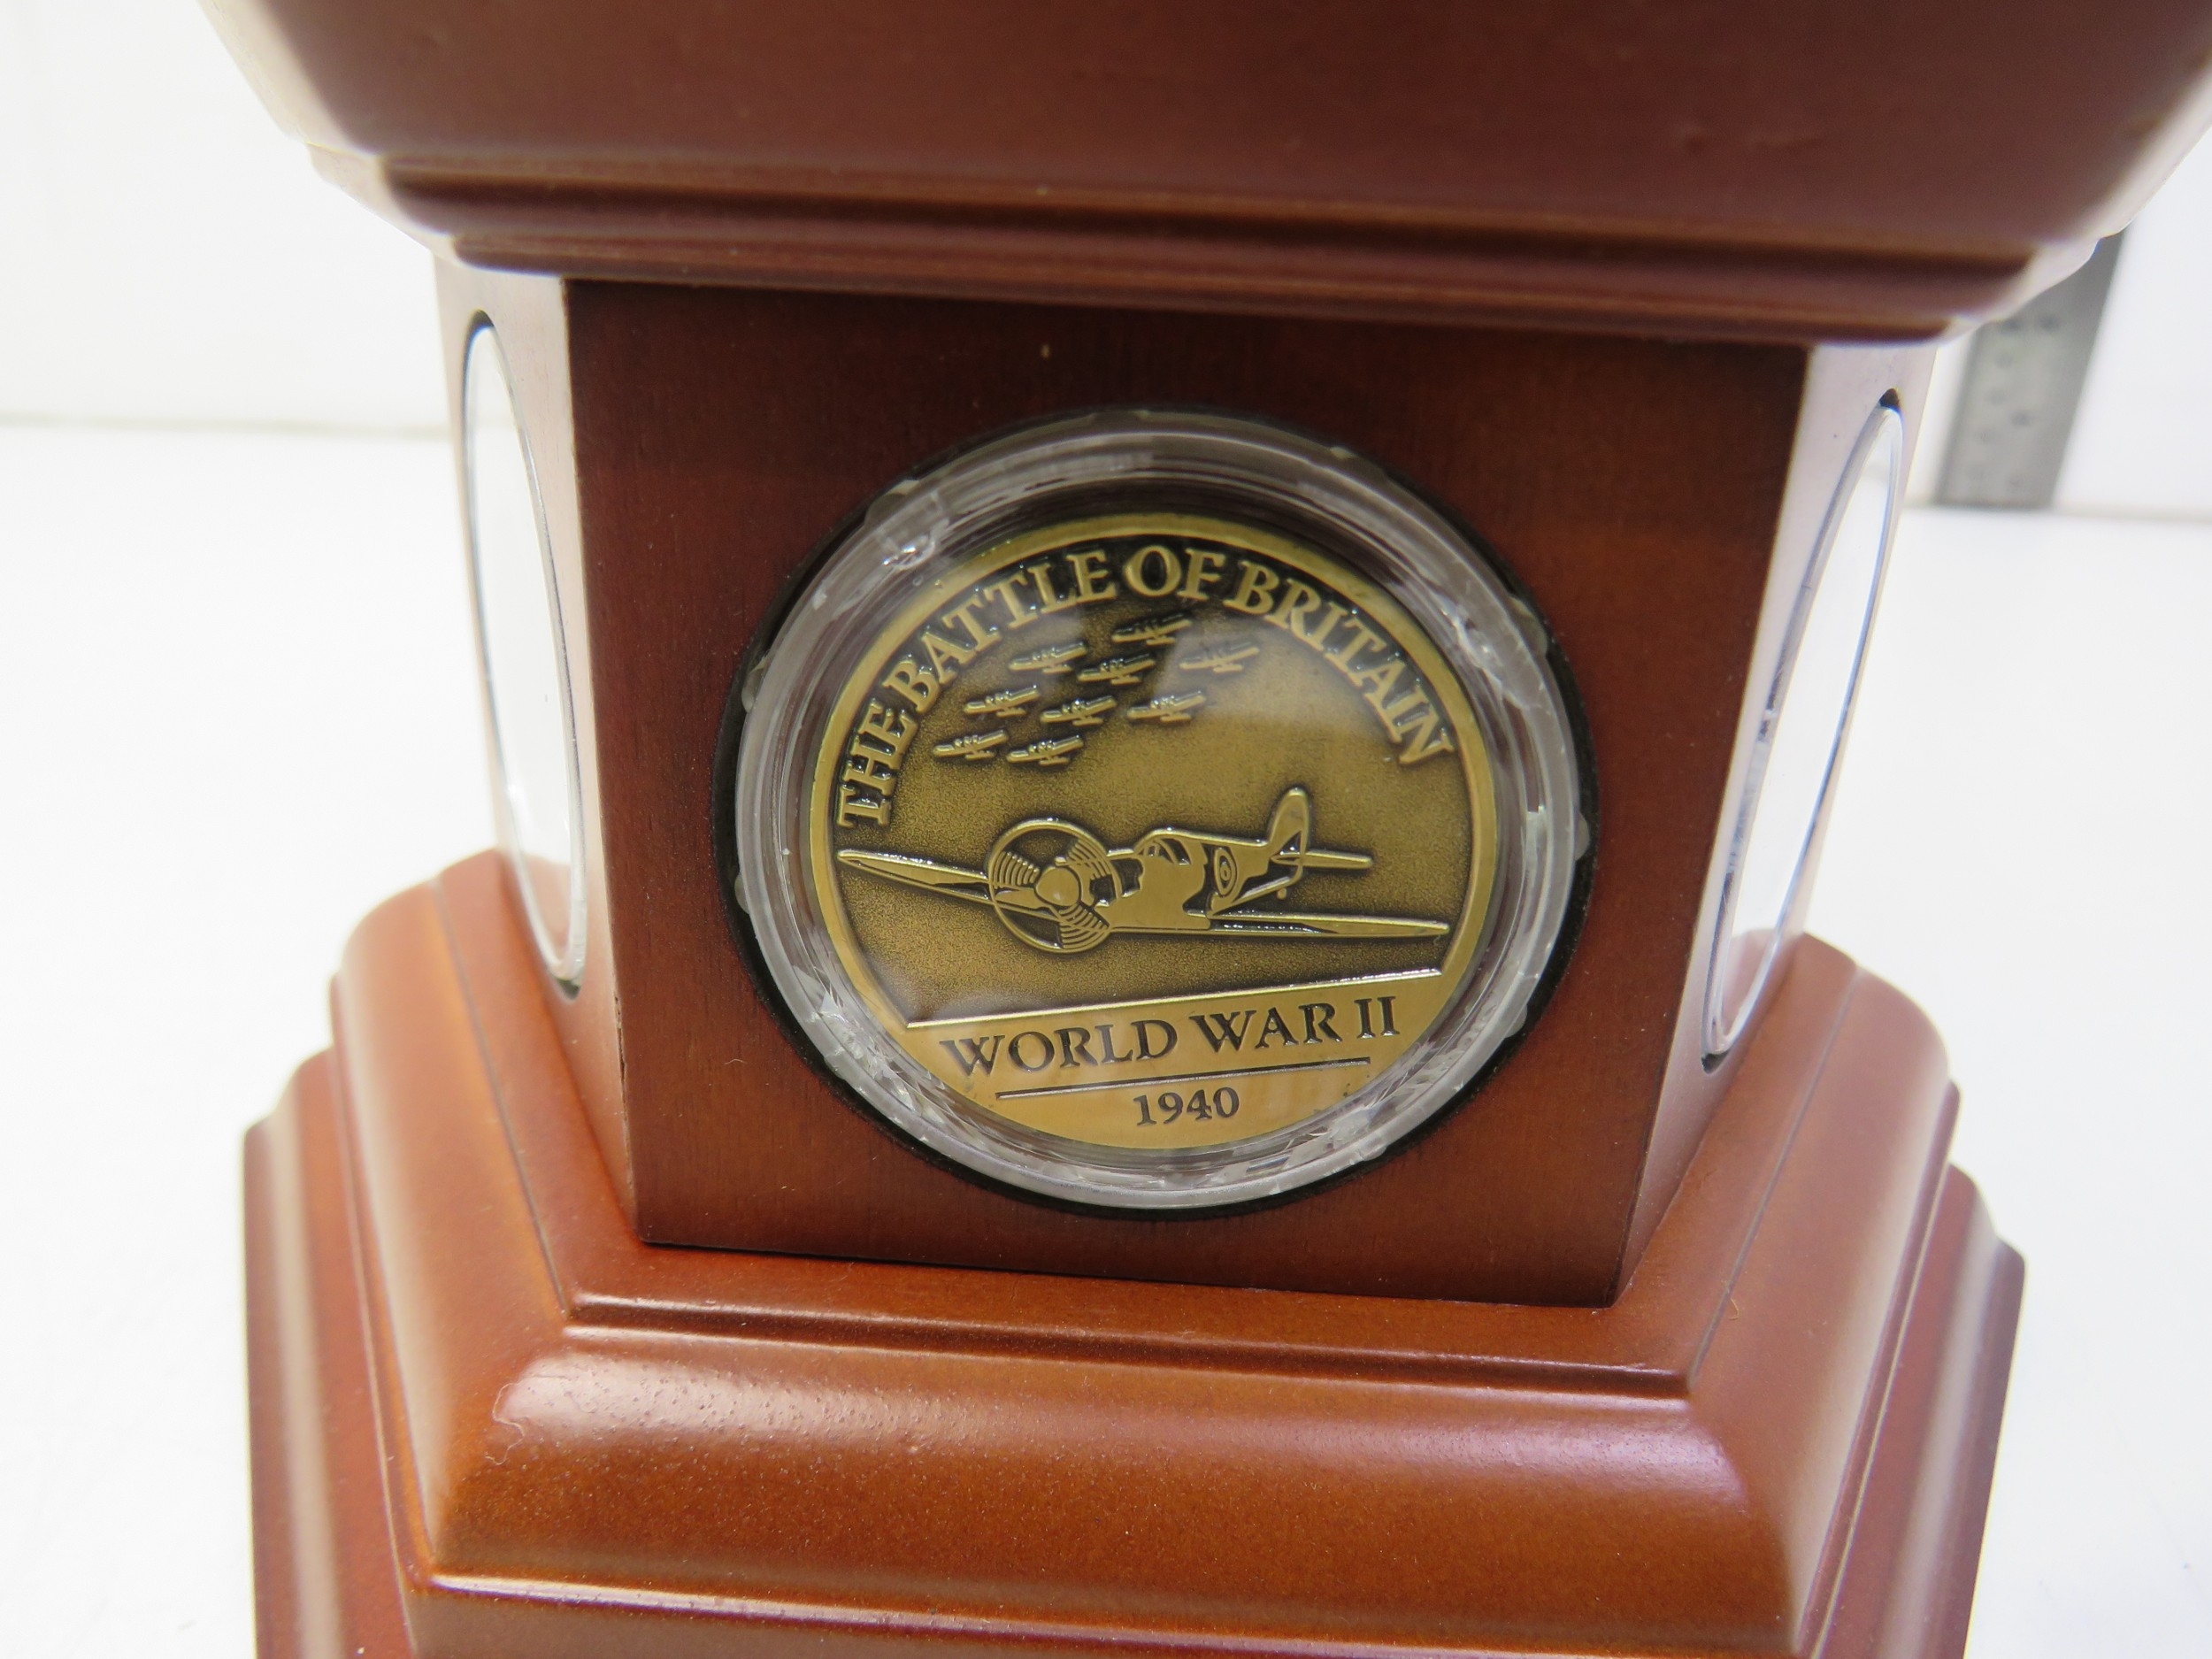 THE BATTLE OF BRITAIN
WORLD WAR II
1940